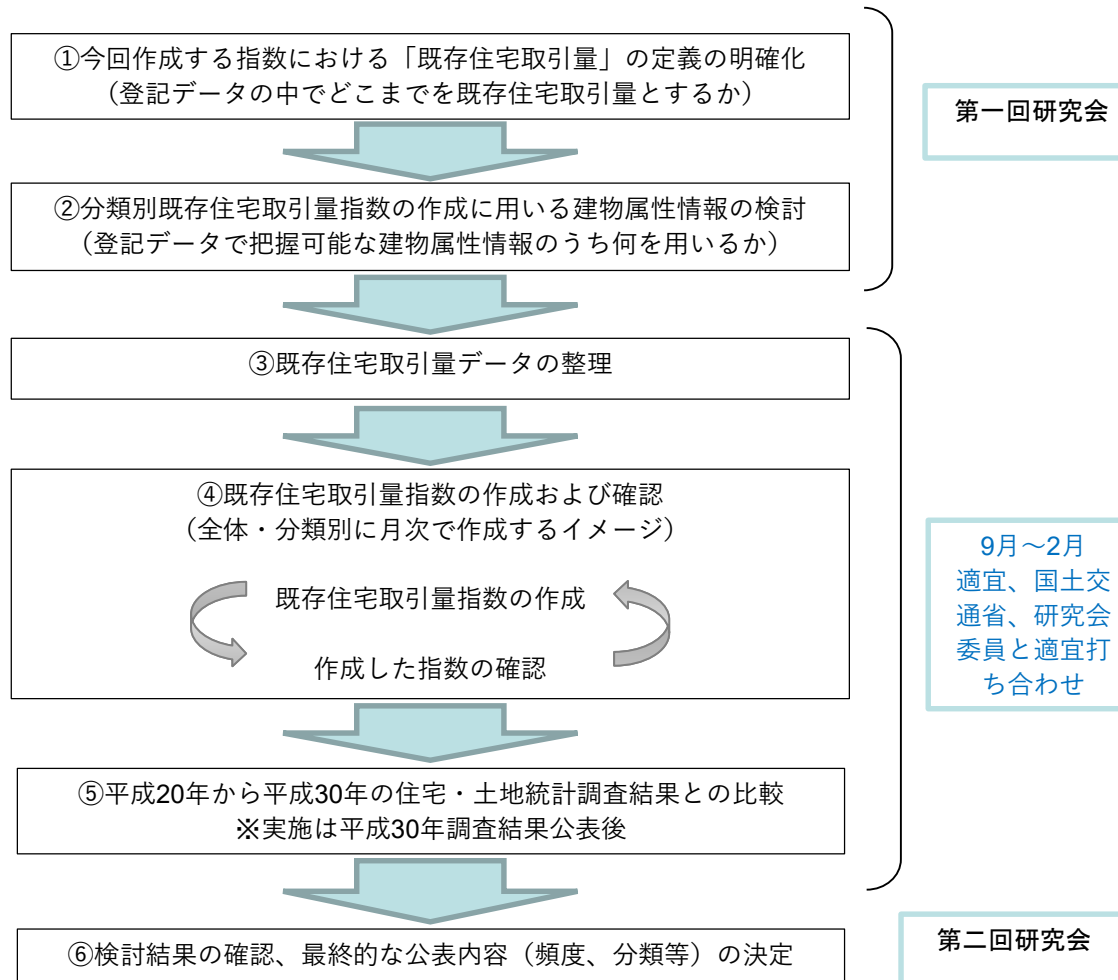 ①今回作成する指数における「既存住宅取引量」の定義の明確化
(登記データの中でどこまでを既存住宅取引量とするか)
第一回研究会
②分類別既存住宅取引量指数の作成に用いる建物属性情報の検討
(登記データで把握可能な建物属性情報のうち何を用いるか)
③既存住宅取引量データの整理
④既存住宅取引量指数の作成および確認
(全体・分類別に月次で作成するイメージ)
既存住宅取引量指数の作成
作成した指数の確認
9月～2月
適宜、国土交
通省、研究会
委員と適宜打
ち合わせ
⑤平成20年から平成30年の住宅・土地統計調査結果との比較
※実施は平成30年調査結果公表後
⑥検討結果の確認、最終的な公表内容(頻度、分類等)の決定
第二回研究会